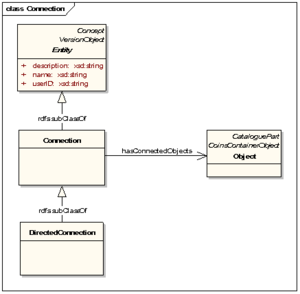 class Connection
Concept
VersionObject
Entity
+ description: xsd:string
+ name: xsd:string
+ userID: xsd:string
rdfs:subClassOf
Connection
hasConnectedObjects
CataloguePart
CoinsContainerObject
Object
rdfs:subClassOf
DirectedConnection